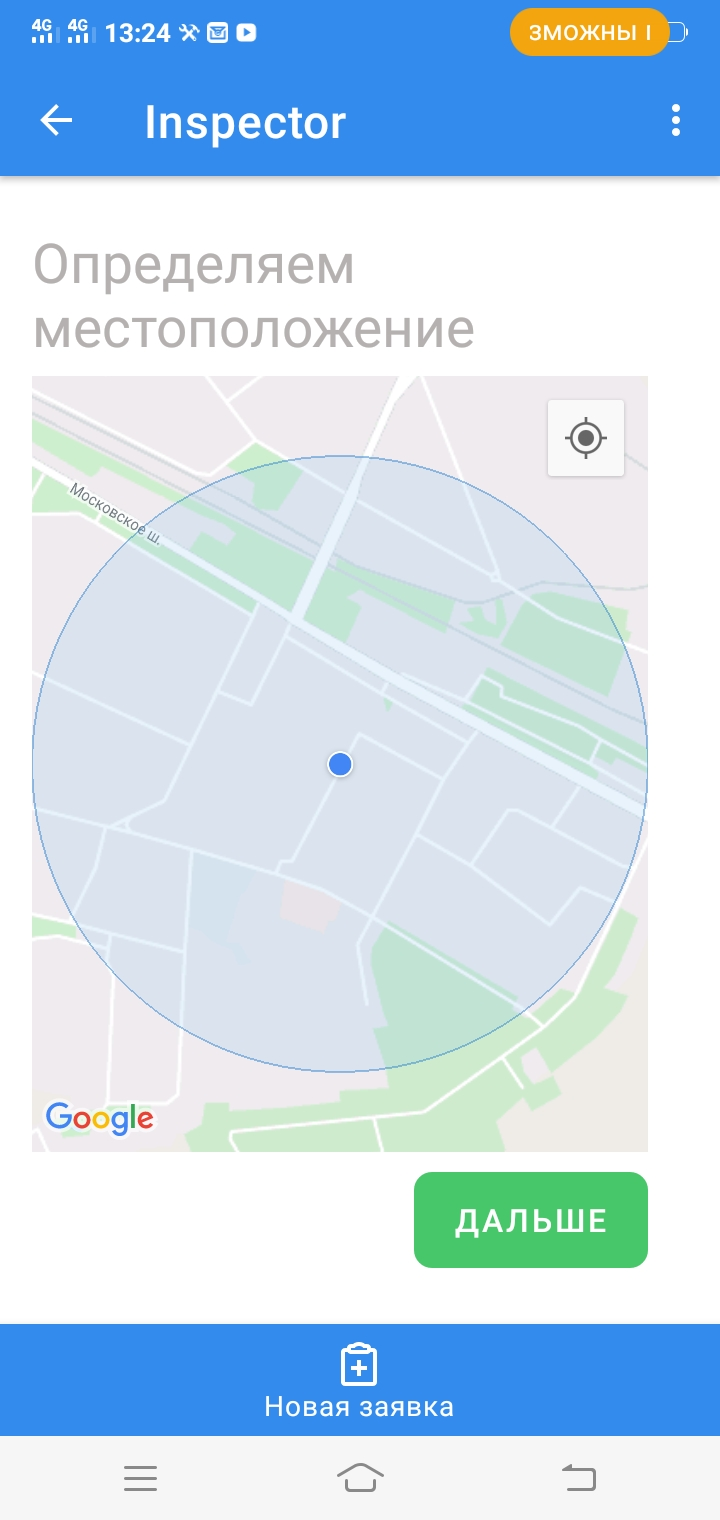 4G 4G 13:24
ЗМОЖНЫ
Inspector
Определяем
местоположение
Московское ш.
Google
ДАЛЬШЕ
Новая заявка